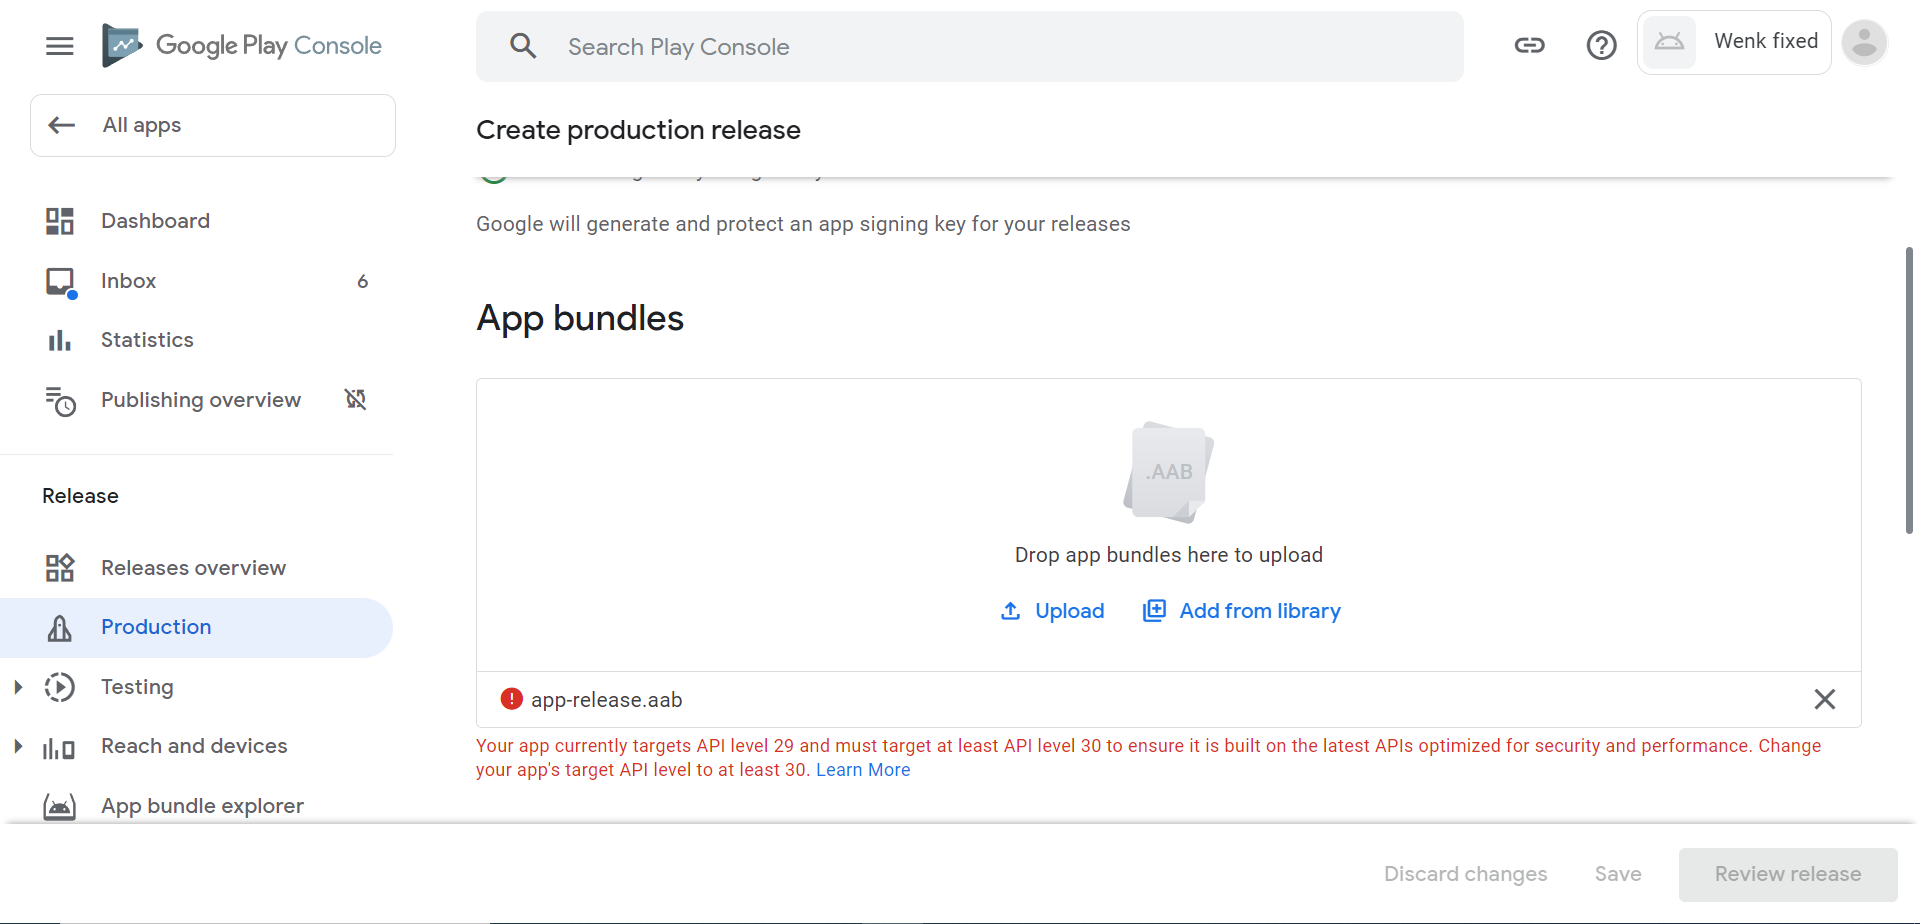 Google Play Console
Search Play Console
Wenk fixed
All apps
Create production release
Google will generate and protect an app signing key for your releases
Dashboard
Inbox 6
Statistics
Publishing overview
App bundles
.AAB
Drop app bundles here to upload
Upload Add from library
Release
Releases overview
Production
Testing
Reach and devices
App bundle explorer
app-release.aab
Your app currently targets API level 29 and must target at least API level 30 to ensure it is built on the latest APIs optimized for security and performance. Change
your app's target API level to at least 30. Learn More
Discard changes Save Review release